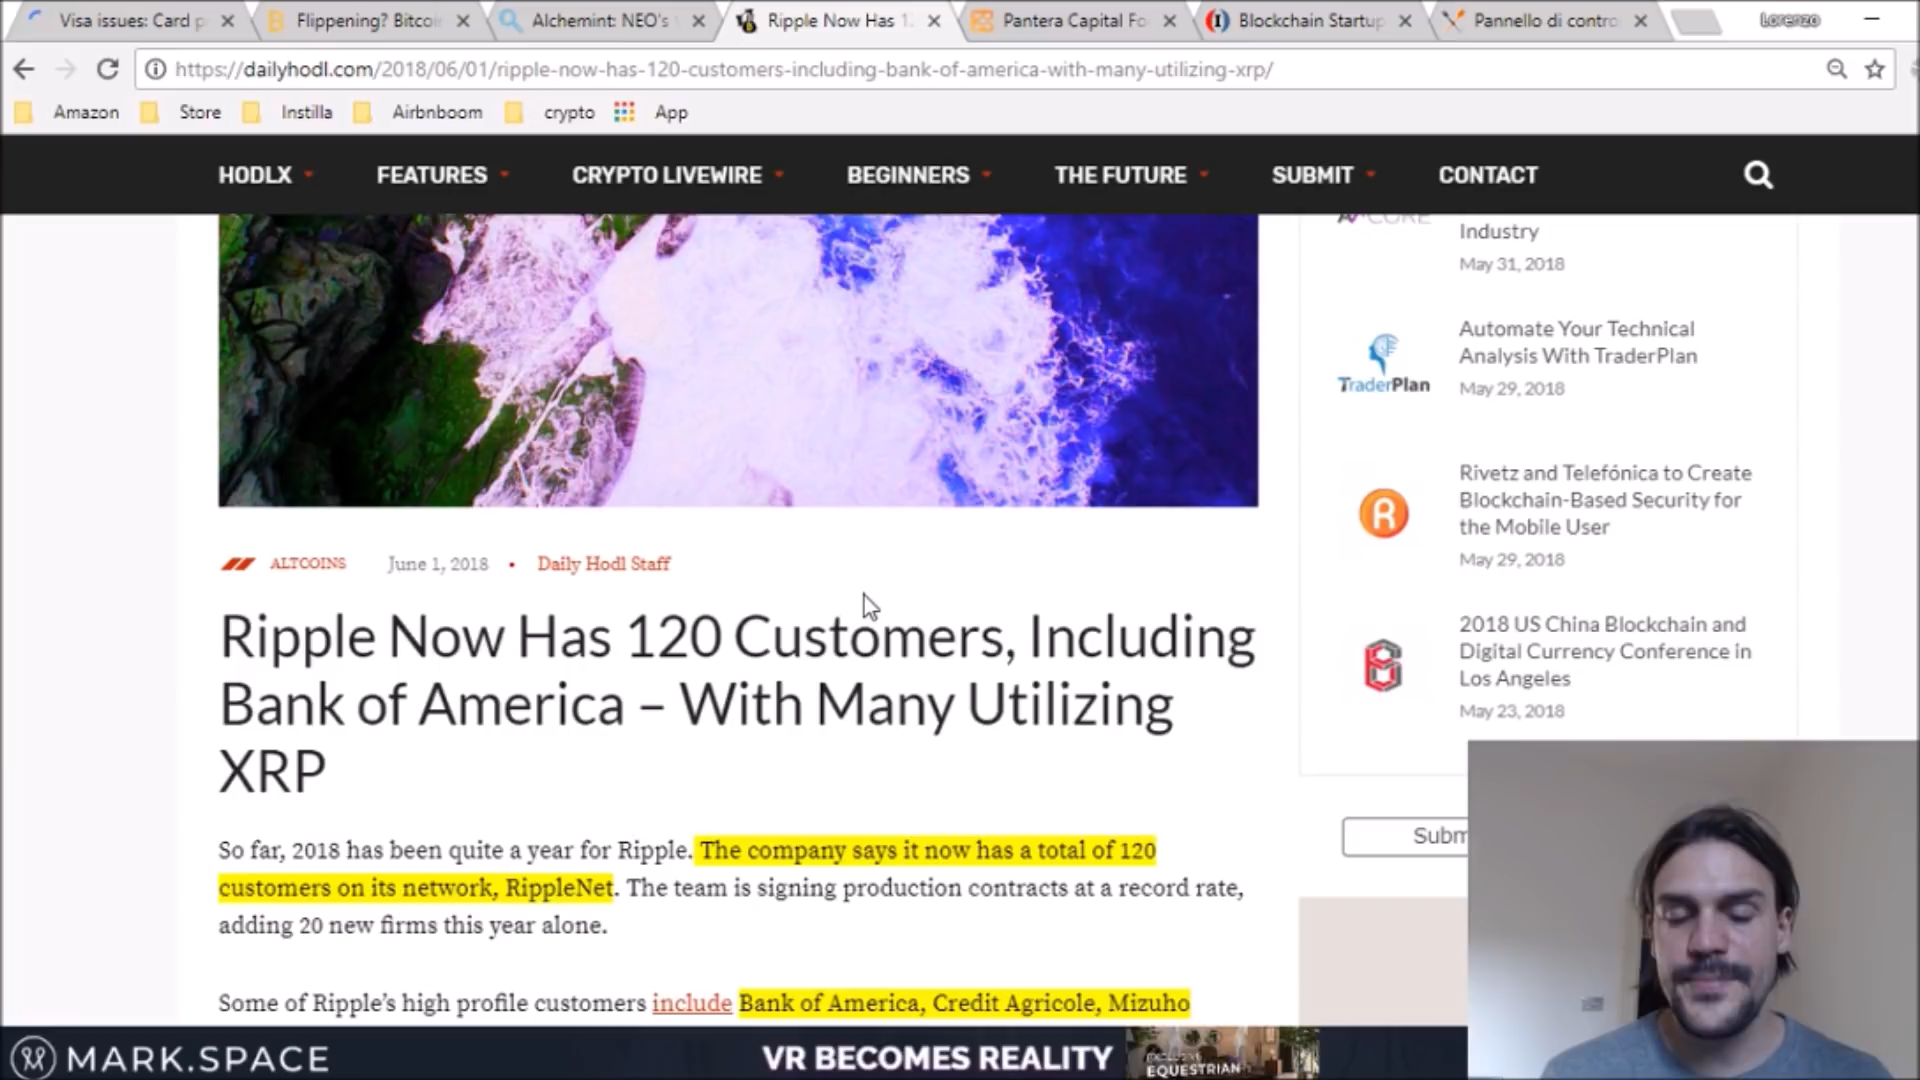 Visa issues: Card p
Flippening? Bitcoi
Alchemint: NEO's
Ripple Now Has 1
Pantera Capital Fo
Blockchain Startup
Pannello di contro
Lorenzo
https://dailyhodl.com/2018/06/01/ripple-now-has-120-customers-including-bank-of-america-with-many-utilizing-xrp/
Amazon
Store
Instilla
Airbnboom
crypto
App
HODLX
FEATURES
CRYPTO LIVEWIRE
BEGINNERS
THE FUTURE
SUBMIT
CONTACT
Industry
May 31, 2018
TraderPlan
Automate Your Technical
Analysis With TraderPlan
May 29, 2018
Rivetz and Telefónica to Create
Blockchain-Based Security for
the Mobile User
May 29, 2018
2018 US China Blockchain and
Digital Currency Conference in
Los Angeles
May 23, 2018
Subm
ALTCOINS
June 1, 2018 • Daily Hodl Staff
Ripple Now Has 120 Customers, Including
Bank of America – With Many Utilizing
XRP
So far, 2018 has been quite a year for Ripple. The company says it now has a total of 120
customers on its network, RippleNet. The team is signing production contracts at a record rate,
adding 20 new firms this year alone.
Some of Ripple's high profile customers include Bank of America, Credit Agricole, Mizuho
MARK.SPACE
VR BECOMES REALITY
EXCLUSIVE
EQUESTRIAN